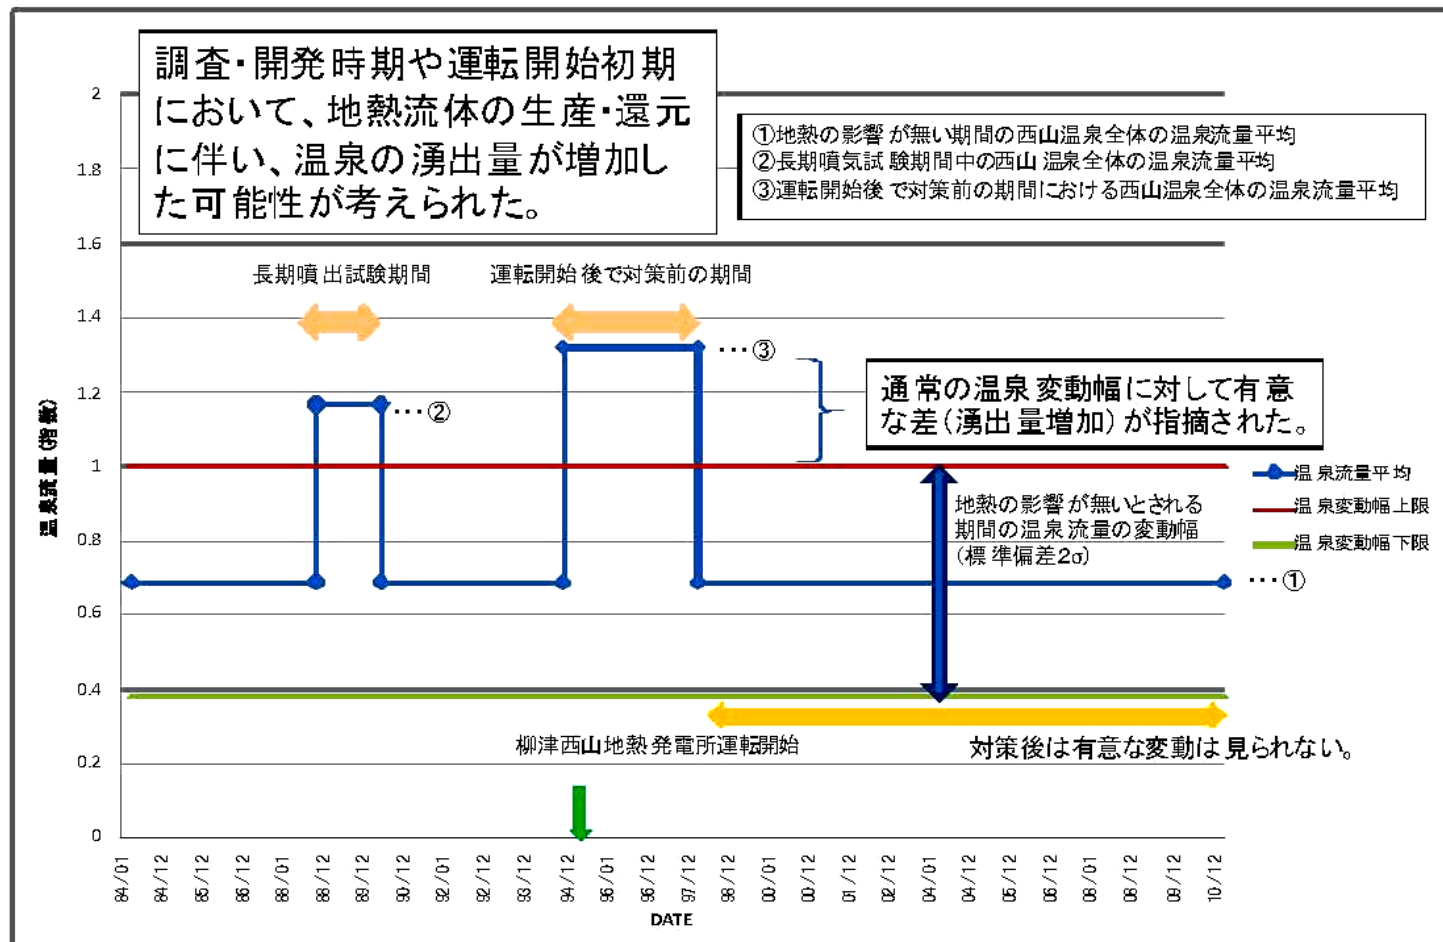 調査・開発時期や運転開始初期
において、地熱流体の生産・還元
に伴い、温泉の湧出量が増加し
た可能性が考えられた。
①地熱の影響が無い期間の西山温泉全体の温泉流量平均
②長期噴気試験期間中の西山温泉全体の温泉流量平均
③運転開始後で対策前の期間における西山温泉全体の温泉流量平均
長期噴出試験期間
運転開始後で対策前の期間
・・・③
・・・②
通常の温泉変動幅に対して有意
な差(湧出量増加)が指摘された。
地熱の影響が無いとされる
期間の温泉流量の変動幅
(標準偏差2σ)
温泉流量平均
温泉変動幅上限
温泉変動幅下限
・・・①
柳津西山地熱発電所運転開始
対策後は有意な変動は見られない。
温泉流量(指数)
2
1.8
1.6
1.4
1.2
1
0.8
0.6
0.4
0.2
0
84/01
84/12
85/12
86/12
88/01
88/12
89/12
90/12
92/01
92/12
93/12
94/12
96/01
96/12
97/12
98/12
00/01
00/12
01/12
02/12
04/01
04/12
05/12
06/12
08/01
08/12
09/12
10/12
DATE